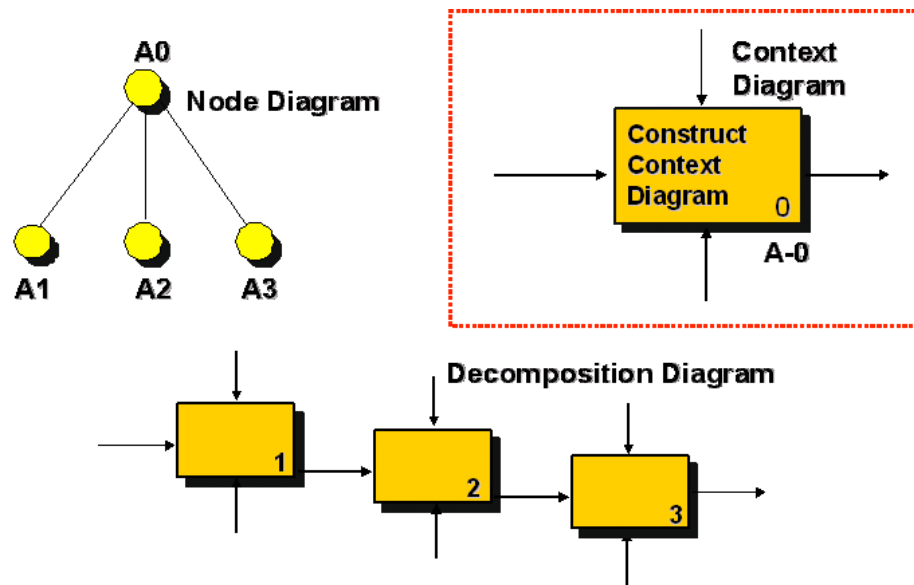 A0
Node Diagram
A1
A2
A3
Context
Diagram
Construct
Context
Diagram
0
A-0
Decomposition Diagram
1
2
3